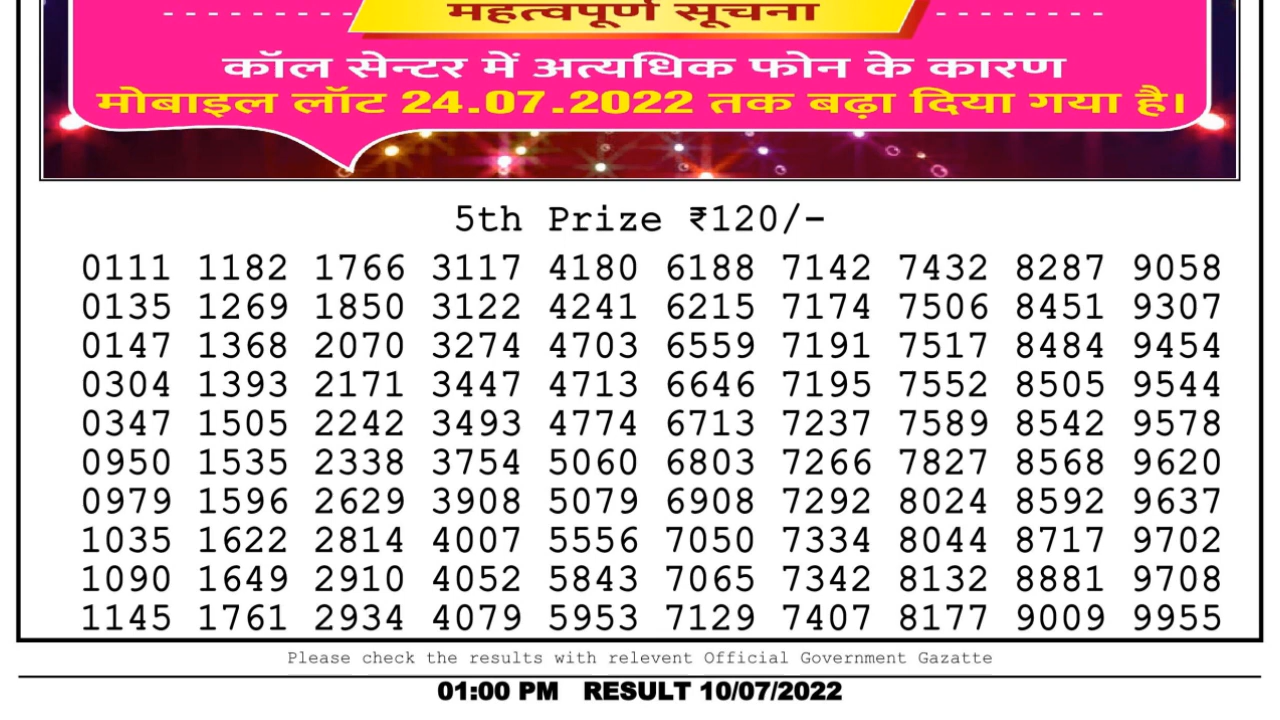 महत्वपूर्ण सूचना
कॉल सेन्टर में अत्यधिक फोन के कारण
मोबाइल लॉट 24.07.2022 तक बढ़ा दिया गया है।
5th Prize ₹120/-
0111 1182 1766 3117 4180 6188 7142 7432 8287 9058
0135 1269 1850 3122 4241 6215 7174 7506 8451 9307
0147 1368 2070 3274 4703 6559 7191 7517 8484 9454
0304 1393 2171 3447 4713 6646 7195 7552 8505 9544
0347 1505 2242 3493 4774 6713 7237 7589 8542 9578
0950 1535 2338 3754 5060 6803 7266 7827 8568 9620
0979 1596 2629 3908 5079 6908 7292 8024 8592 9637
1035 1622 2814 4007 5556 7050 7334 8044 8717 9702
1090 1649 2910 4052 5843 7065 7342 8132 8881 9708
1145 1761 2934 4079 5953 7129 7407 8177 9009 9955
Please check the results with relevent Official Government Gazatte
01:00 PM RESULT 10/07/2022